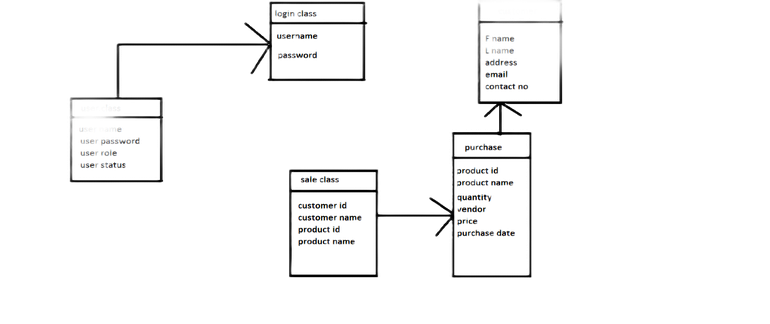 login class
username
password
F name
L name
address
email
contact no
name
user password
user role
user status
purchase
product id
product name
quantity
vendor
price
purchase date
sale class
customer id
customer name
product id
product name